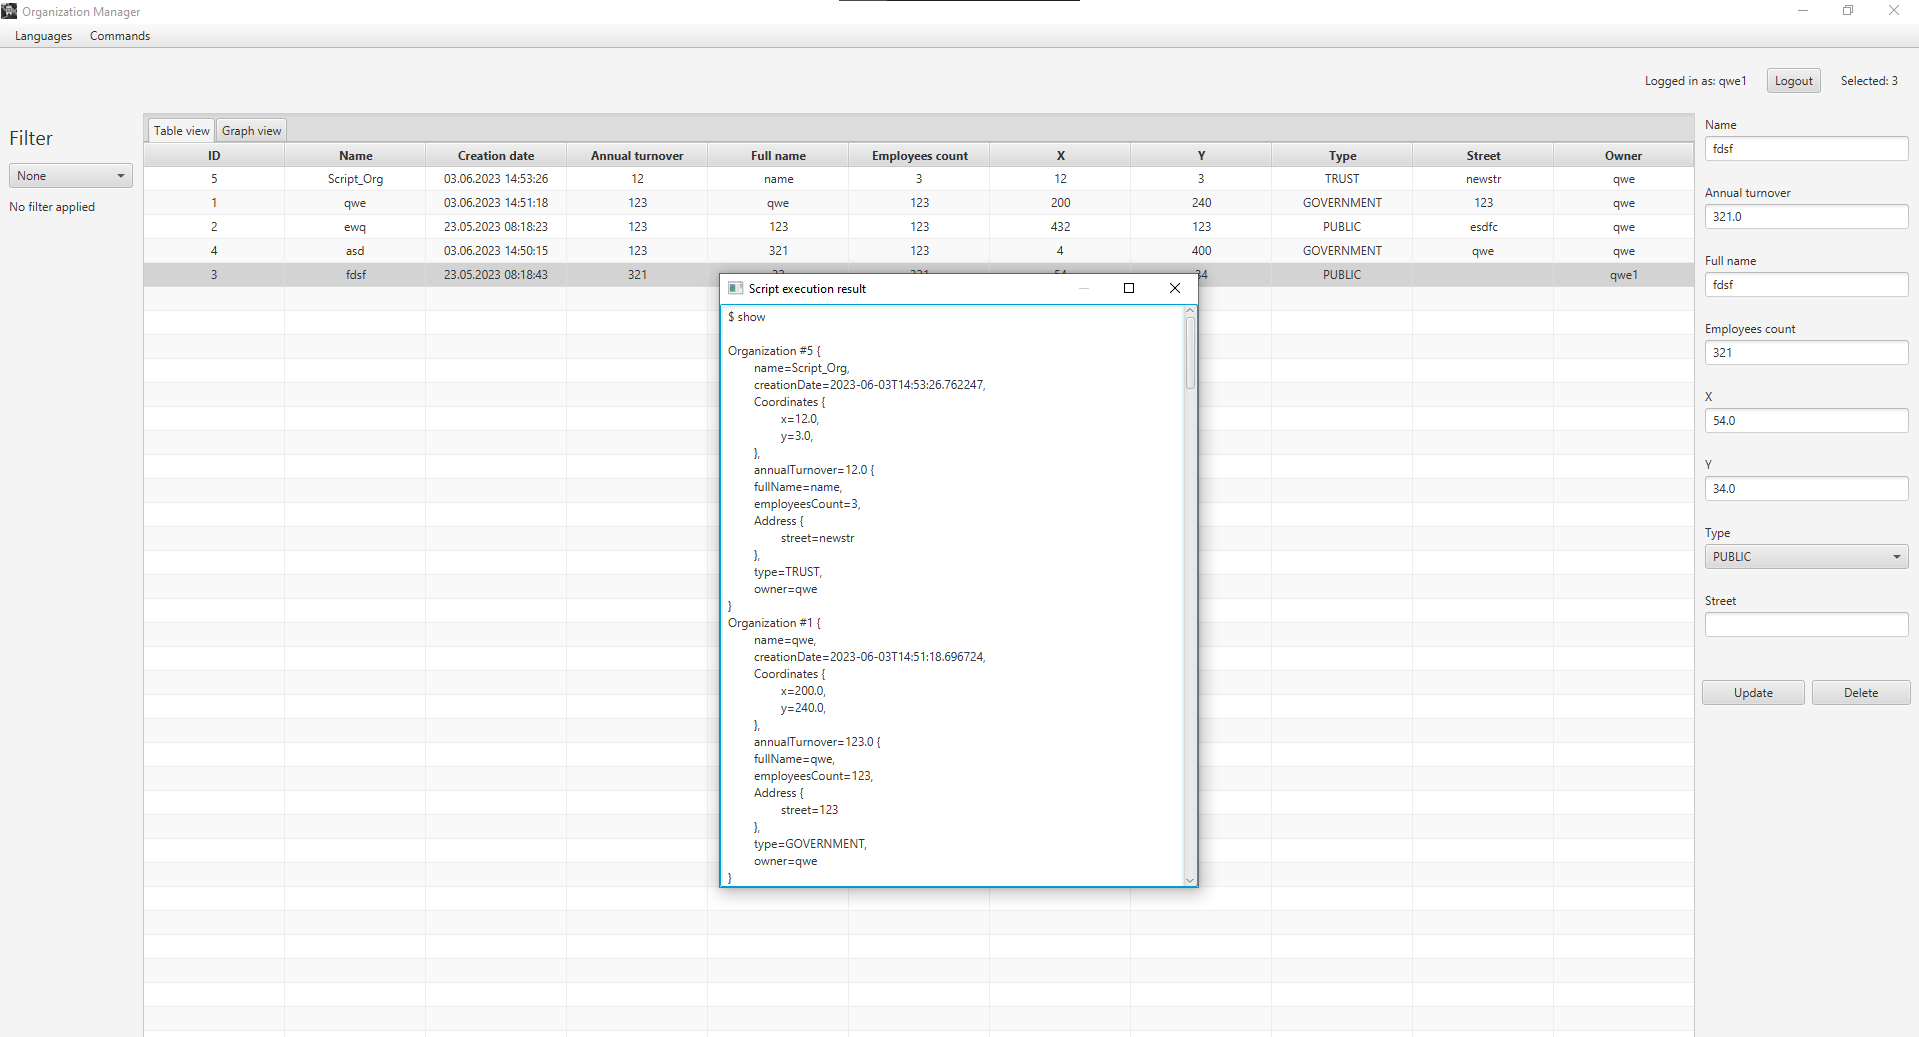 Organization Manager
Languages Commands
Logged in as: qwe1 Logout Selected: 3
Filter
None
No filter applied
Table view Graph view
ID Name Creation date Annual turnover Full name Employees count X Y Type Street Owner
5 Script_Org 03.06.2023 14:53:26 12 name 3 12 3 TRUST newstr qwe
1 qwe 03.06.2023 14:51:18 123 qwe 123 200 240 GOVERNMENT 123 qwe
2 ewq 23.05.2023 08:18:23 123 123 123 432 123 PUBLIC esdfc qwe
4 asd 03.06.2023 14:50:15 123 321 123 4 400 GOVERNMENT qwe qwe
3 fdsf 23.05.2023 08:18:43 321 34 PUBLIC qwe1
Script execution result
$ show
Organization #5 {
name=Script_Org,
creationDate=2023-06-03T14:53:26.762247,
Coordinates {
x=12.0,
y=3.0,
},
annualTurnover=12.0 {
fullName=name,
employeesCount=3,
Address {
street=newstr
},
type=TRUST,
owner=qwe
}
Organization #1 {
name=qwe,
creationDate=2023-06-03T14:51:18.696724,
Coordinates {
x=200.0,
y=240.0,
},
annualTurnover=123.0 {
fullName=qwe,
employeesCount=123,
Address {
street=123
},
type=GOVERNMENT,
owner=qwe
}
Name
fdsf
Annual turnover
321.0
Full name
fdsf
Employees count
321
X
54.0
Y
34.0
Type
PUBLIC
Street
Update Delete